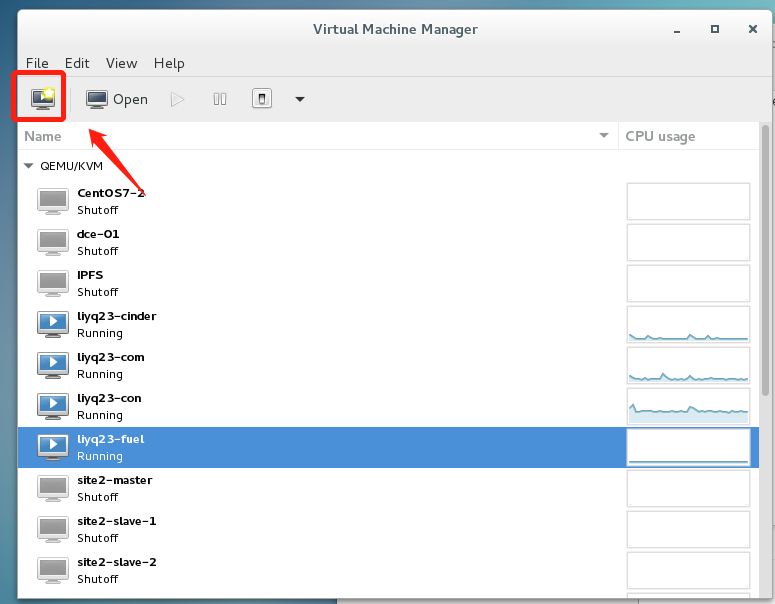 Virtual Machine Manager
File Edit View Help
Open
Name CPU usage
QEMU/KVM
CentOS7-2
Shutoff
dce-01
Shutoff
IPFS
Shutoff
liyq23-cinder
Running
liyq23-com
Running
liyq23-con
Running
liyq23-fuel
Running
site2-master
Shutoff
site2-slave-1
Shutoff
site2-slave-2
Shutoff